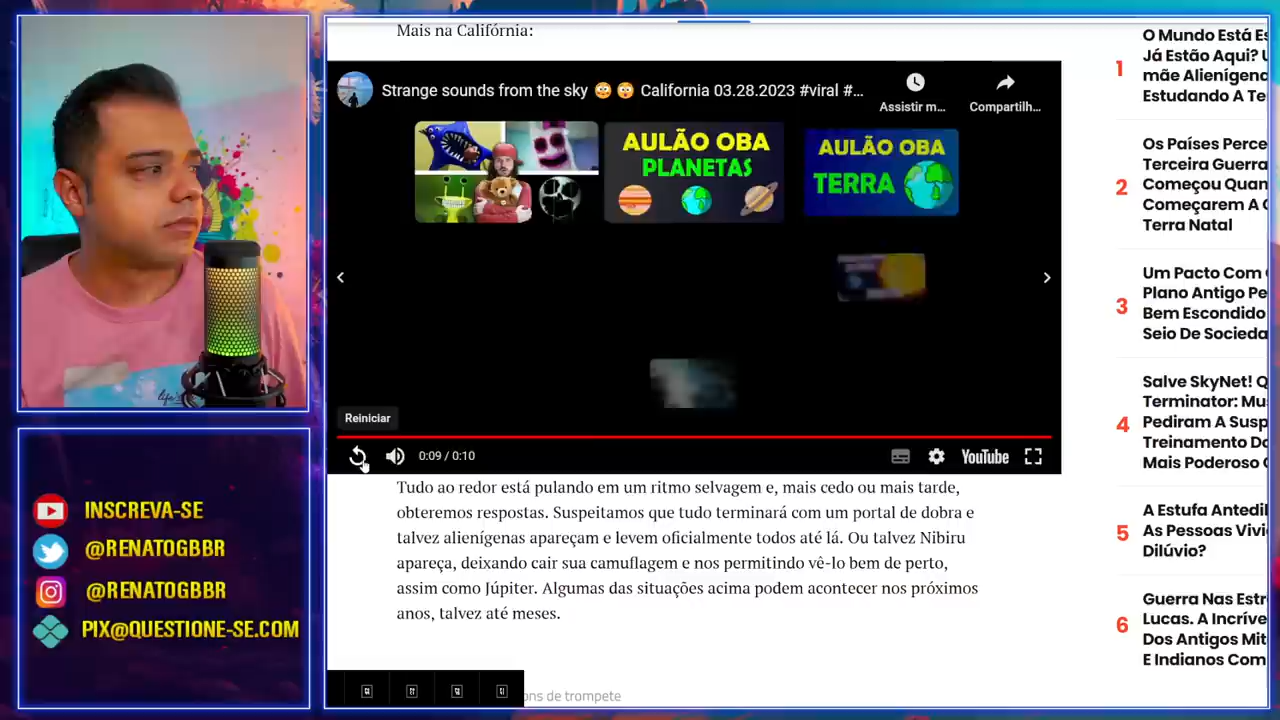 Mais na Califórnia:
Strange sounds from the sky 😳 😳 California 03.28.2023 #viral #...
Assistir m...
Compartilh...
AULÃO OBA
PLANETAS
AULÃO OBA
TERRA
Reiniciar
0:09 / 0:10
YouTube
Tudo ao redor está pulando em um ritmo selvagem e, mais cedo ou mais tarde,
obteremos respostas. Suspeitamos que tudo terminará com um portal de dobra e
talvez alienígenas apareçam e levem oficialmente todos até lá. Ou talvez Nibiru
apareça, deixando cair sua camuflagem e nos permitindo vê-lo bem de perto,
assim como Júpiter. Algumas das situações acima podem acontecer nos próximos
anos, talvez até meses.
ons de trompete
1
O Mundo Está Es
Já Estão Aqui? U
mãe Alienígena
Estudando A Te
2
Os Países Perce
Terceira Guerra
Começou Quan
Começarem A C
Terra Natal
3
Um Pacto Com
Plano Antigo Pe
Bem Escondido
Seio De Socieda
4
Salve SkyNet! Q
Terminator: Mu
Pediram A Susp
Treinamento Do
Mais Poderoso
5
A Estufa Antedil
As Pessoas Vivi
Dilúvio?
6
Guerra Nas Estr
Lucas. A Incríve
Dos Antigos Mit
E Indianos Com
life's
INSCREVA-SE
@RENATOGBBR
@RENATOGBBR
PIX@QUESTIONE-SE.COM